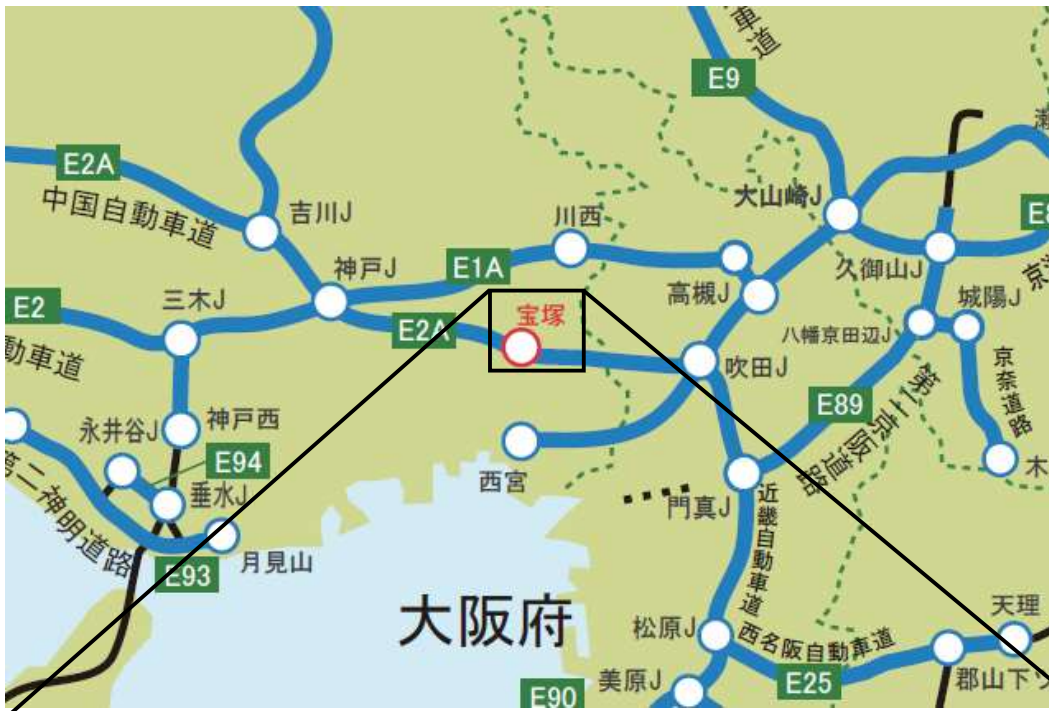 車道
E9
瀬
E2A
中国自動車道
吉川J
川西
大山崎J
E8
神戸J
E1A
久御山J
京
E2
三木J
高槻J
城陽J
宝塚
E2A
八幡京田辺J
動車道
吹田J
京奈道路
E89
第二京阪道路
永井谷J
神戸西
E94
西宮
木
第二神明道路
垂水J
門真J
近畿自動車道
月見山
E93
大阪府
天理
松原J
西名阪自動車道
美原J
E25
郡山下ツ
E90